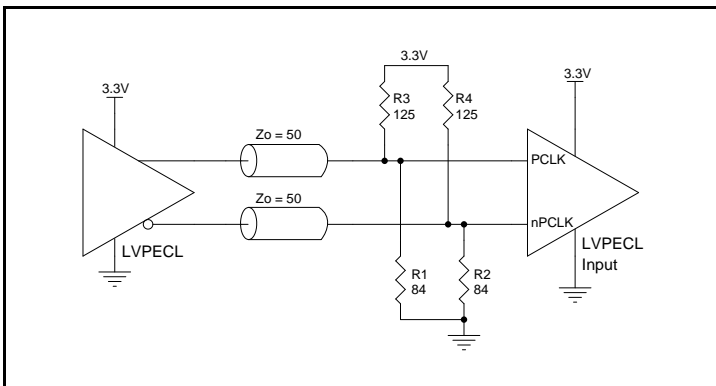 3.3V
3.3V
3.3V
R3
125
R4
125
Zo = 50
PCLK
Zo = 50
nPCLK
LVPECL
LVPECL
Input
R1
84
R2
84